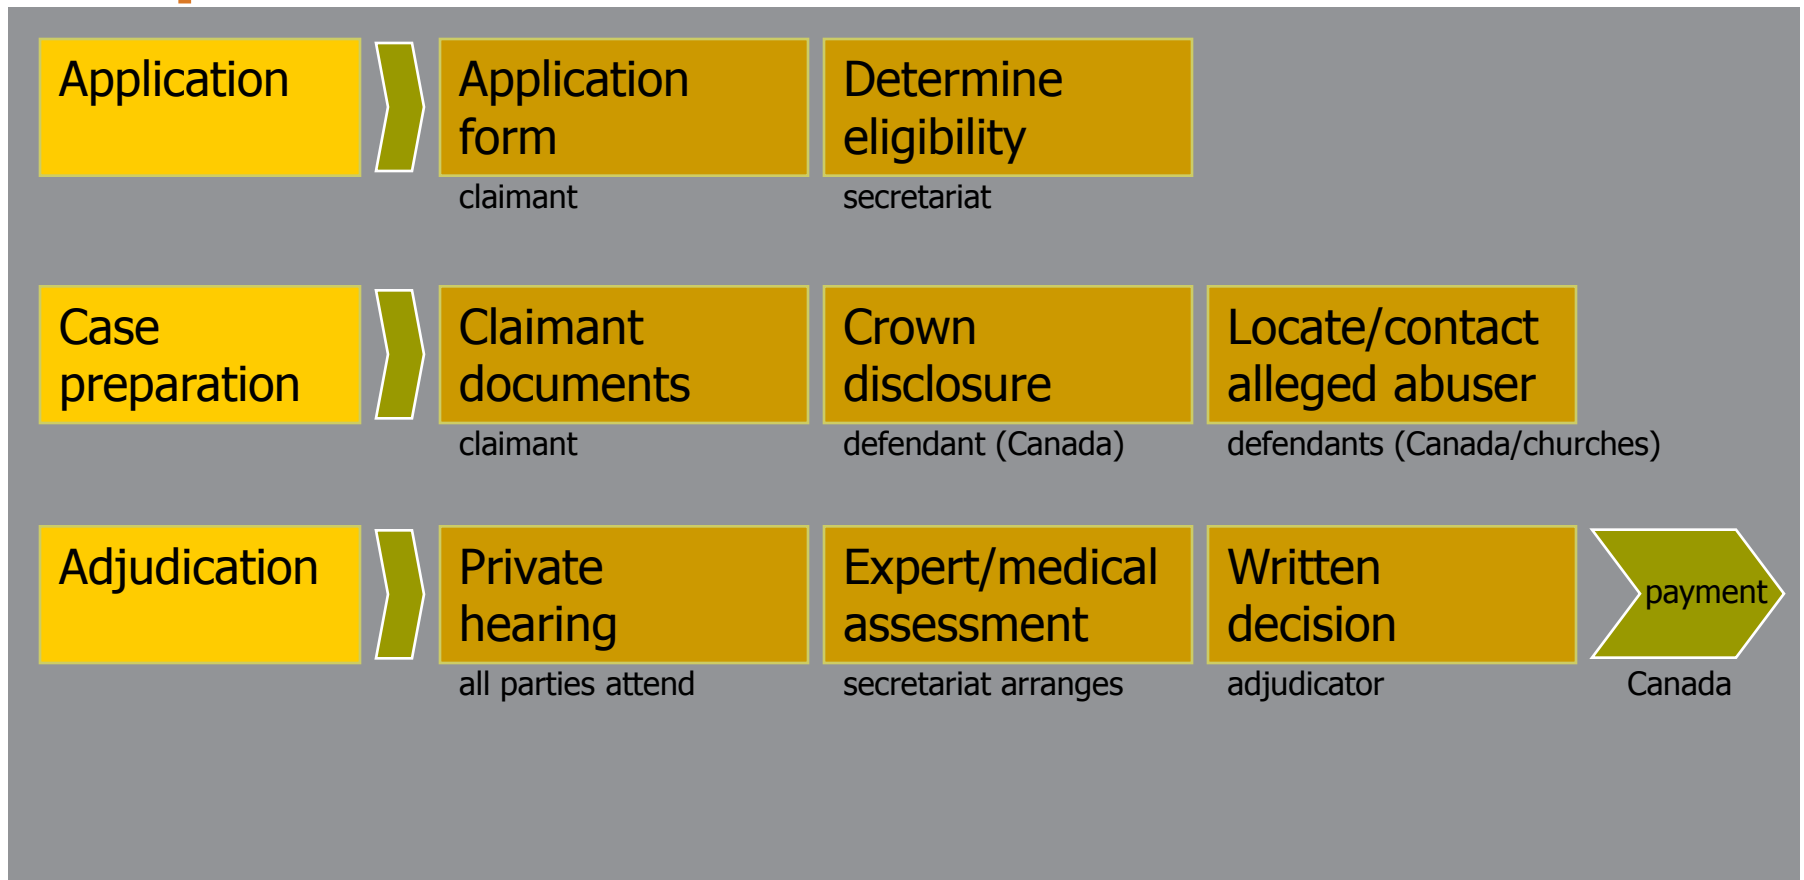 Application
Application
form
Determine
eligibility
claimant
secretariat
Case
preparation
Claimant
documents
Crown
disclosure
Locate/contact
alleged abuser
claimant
defendant (Canada)
defendants (Canada/churches)
Adjudication
Private
hearing
Expert/medical
assessment
Written
decision
payment
all parties attend
secretariat arranges
adjudicator
Canada